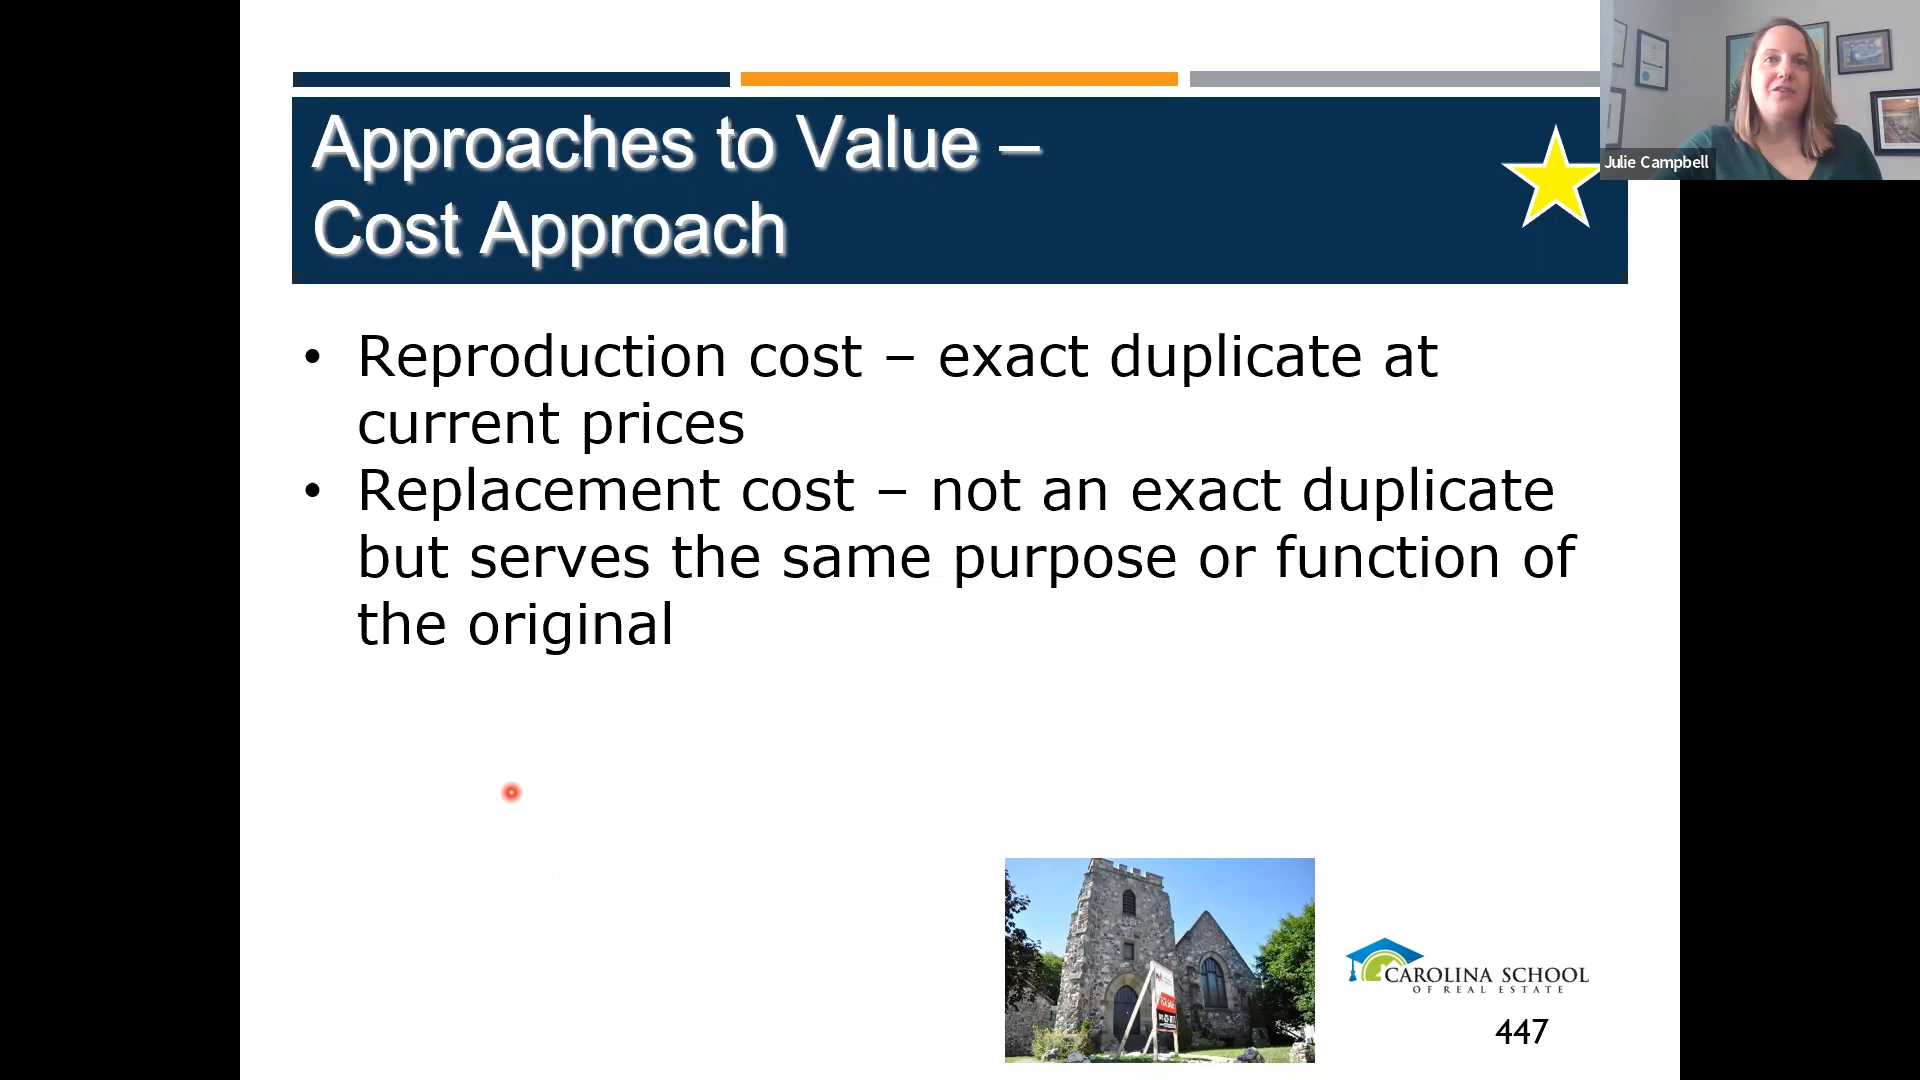 Approaches to Value –
Cost Approach
Julie Campbell
• Reproduction cost – exact duplicate at
current prices
• Replacement cost – not an exact duplicate
but serves the same purpose or function of
the original
CAROLINA SCHOOL
OF REAL ESTATE
447